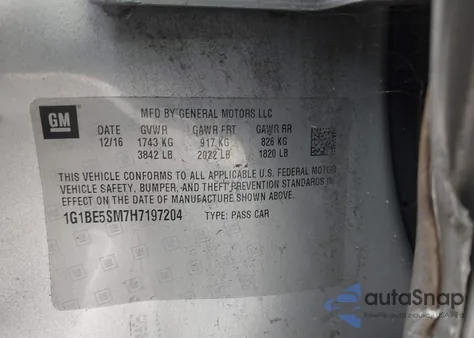 GM
MFD BY GENERAL MOTORS LLC
DATE GVWR GAWR FRT GAWR RR
12/16 1743 KG 917 KG 826 KG
3842 LB 2022 LB 1820 LB
THIS VEHICLE CONFORMS TO ALL APPLICABLE U.S. FEDERAL MOTOR
VEHICLE SAFETY, BUMPER, AND THEFT PREVENTION STANDARDS IN
EFFECT ON THE DATE OF MANUFACTURE SHOWN ABOVE.
1G1BE5SM7H7197204 TYPE: PASS CAR
autoSnap